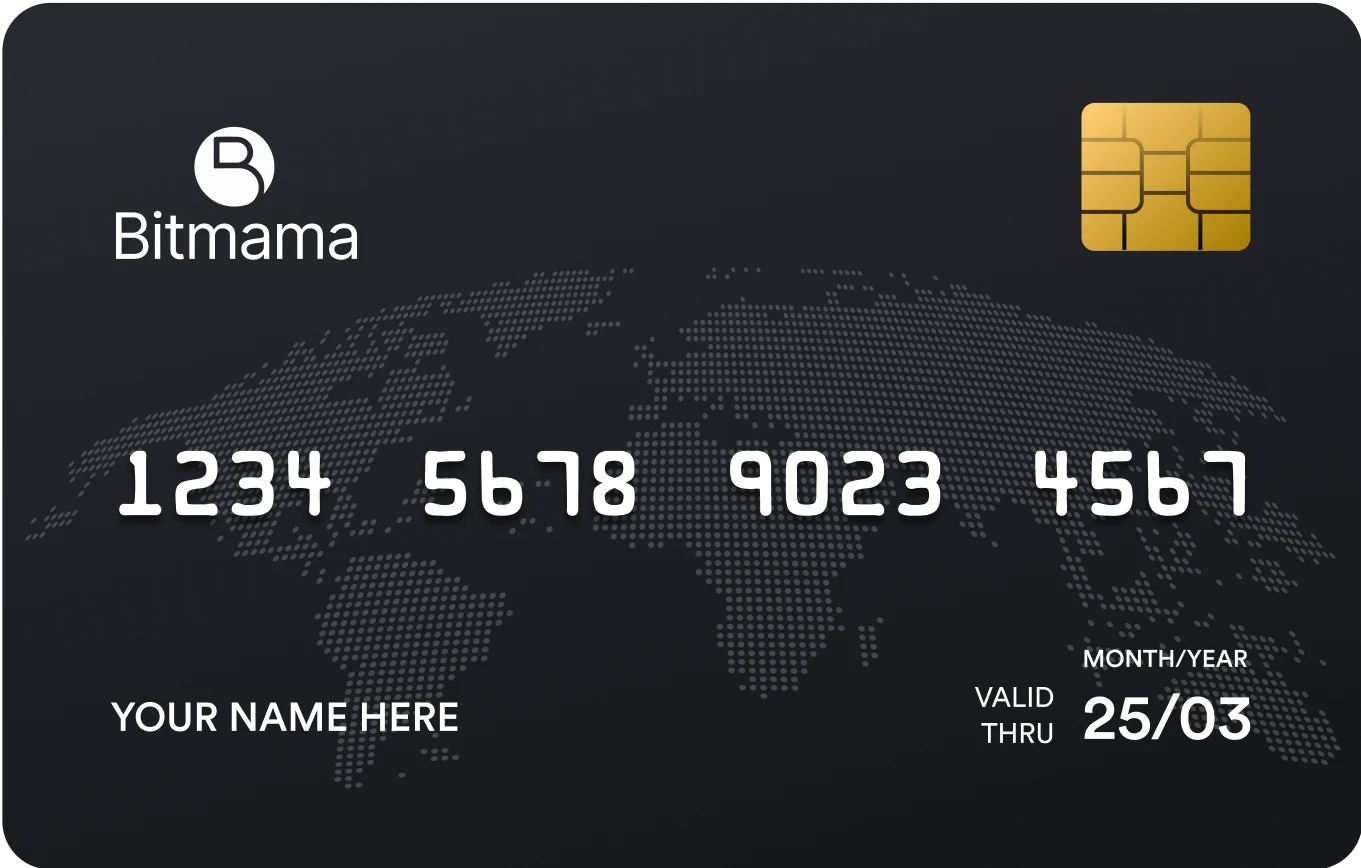 Bitmama
1234 5678 9023 4567
MONTH/YEAR
VALID
THRU
25/03
YOUR NAME HERE